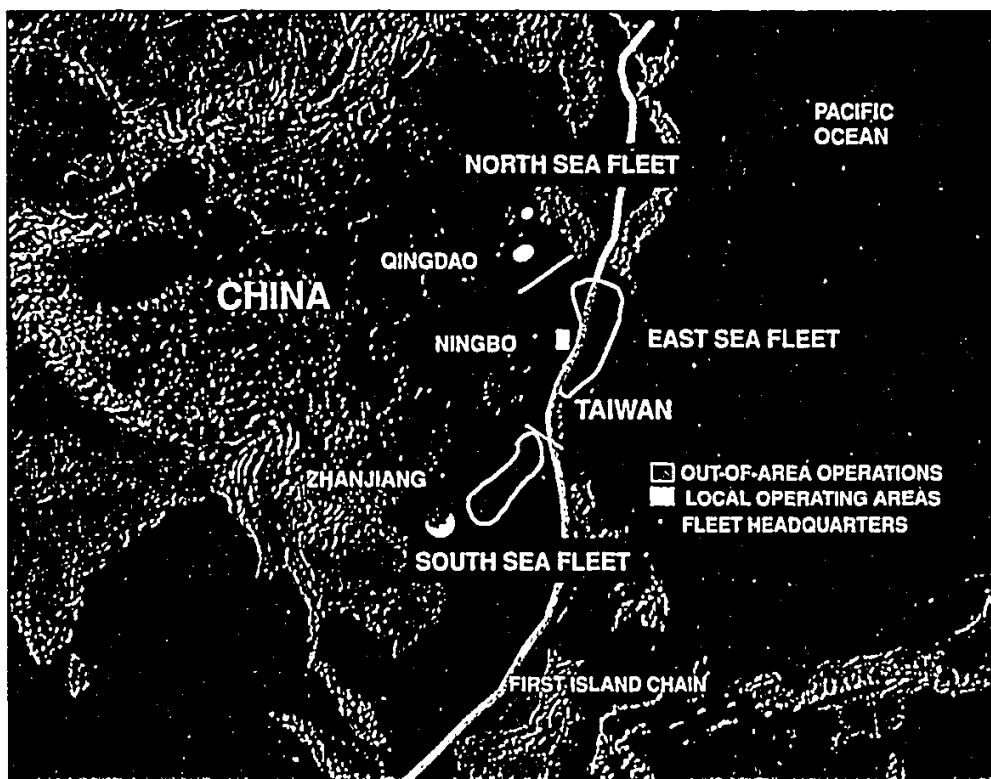 PACIFIC
OCEAN
NORTH SEA FLEET
QINGDAO
CHINA
NINGBO
EAST SEA FLEET
TAIWAN
ZHANJIANG
OUT-OF-AREA OPERATIONS
LOCAL OPERATING AREAS
FLEET HEADQUARTERS
SOUTH SEA FLEET
FIRST ISLAND CHAIN